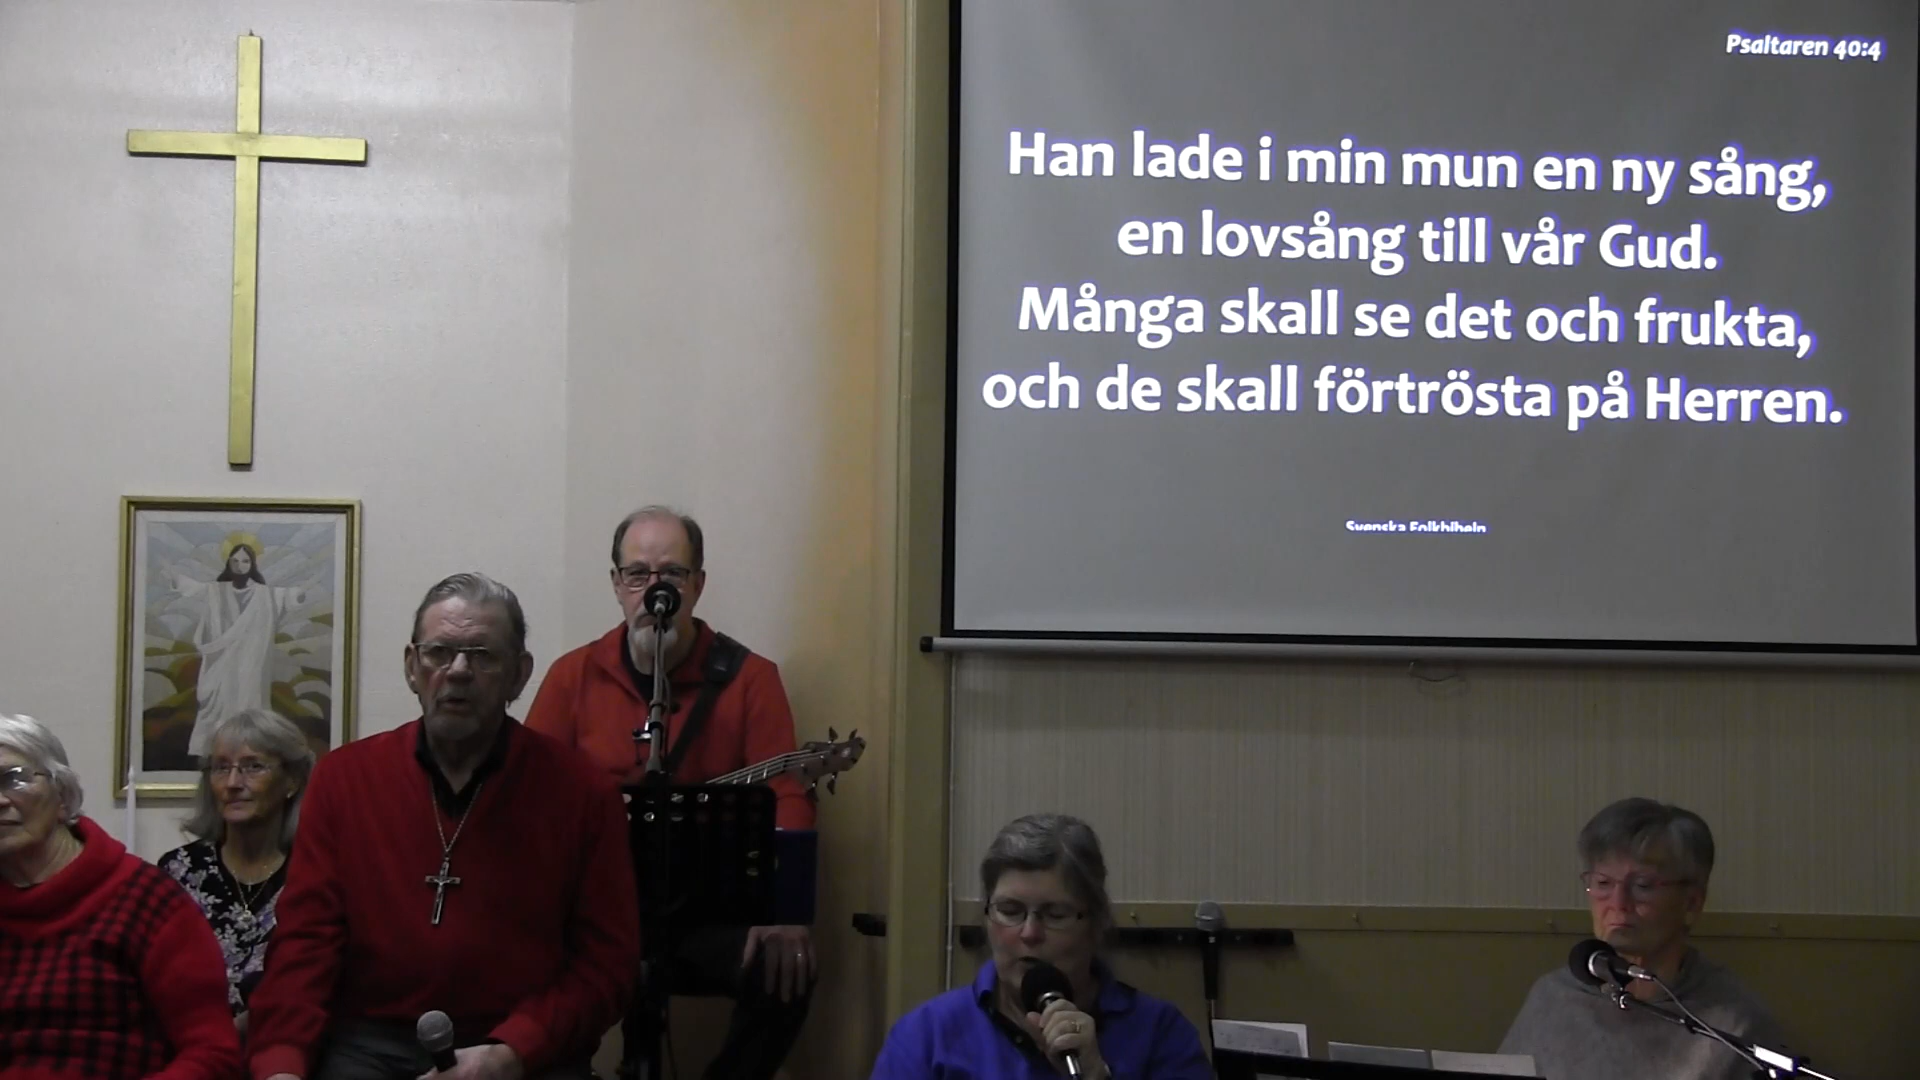 Psaltaren 40:4
Han lade i min mun en ny sång,
en lovsång till vår Gud.
Många skall se det och frukta,
och de skall förtrösta på Herren.
Svenska Folkbibeln